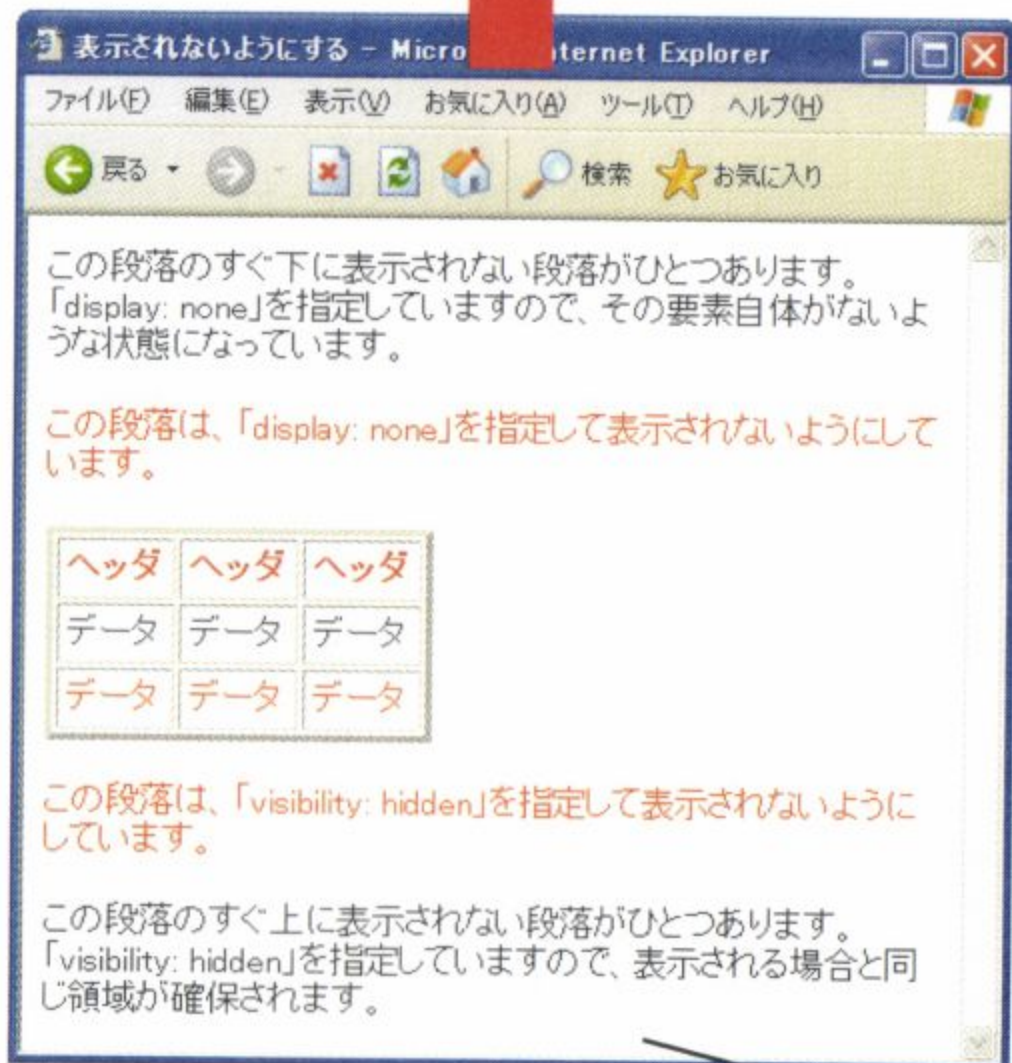 表示されないようにする - Micro nternet Explorer
ファイル(F) 編集(E) 表示(V) お気に入り(A) ツール(T) ヘルプ(H)
戻る 検索 お気に入り
この段落のすぐ下に表示されない段落がひとつあります。
「display: none」を指定していますので、その要素自体がないよ
うな状態になっています。
この段落は、「display: none」を指定して表示されないようにして
います。
ヘッダ ヘッダ ヘッダ
データ データ データ
データ データ データ
この段落は、「visibility: hidden」を指定して表示されないように
しています。
この段落のすぐ上に表示されない段落がひとつあります。
「visibility: hidden」を指定していますので、表示される場合と同
じ領域が確保されます。